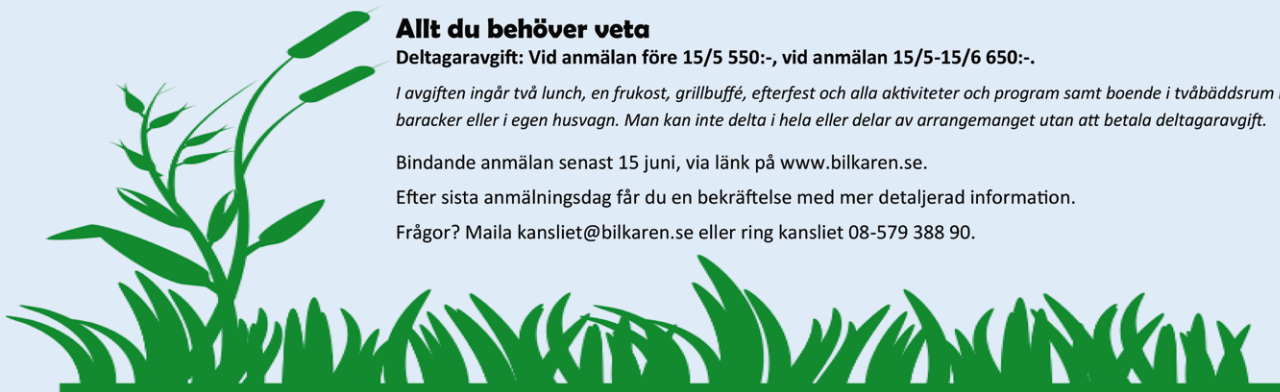 Allt du behöver veta
Deltagaravgift: Vid anmälan före 15/5 550:-, vid anmälan 15/5-15/6 650:-.
I avgiften ingår två lunch, en frukost, grillbuffé, efterfest och alla aktiviteter och program samt boende i tvåbäddsrum
baracker eller i egen husvagn. Man kan inte delta i hela eller delar av arrangemanget utan att betala deltagaravgift.
Bindande anmälan senast 15 juni, via länk på www.bilkaren.se.
Efter sista anmälningsdag får du en bekräftelse med mer detaljerad information.
Frågor? Maila kansliet@bilkaren.se eller ring kansliet 08-579 388 90.